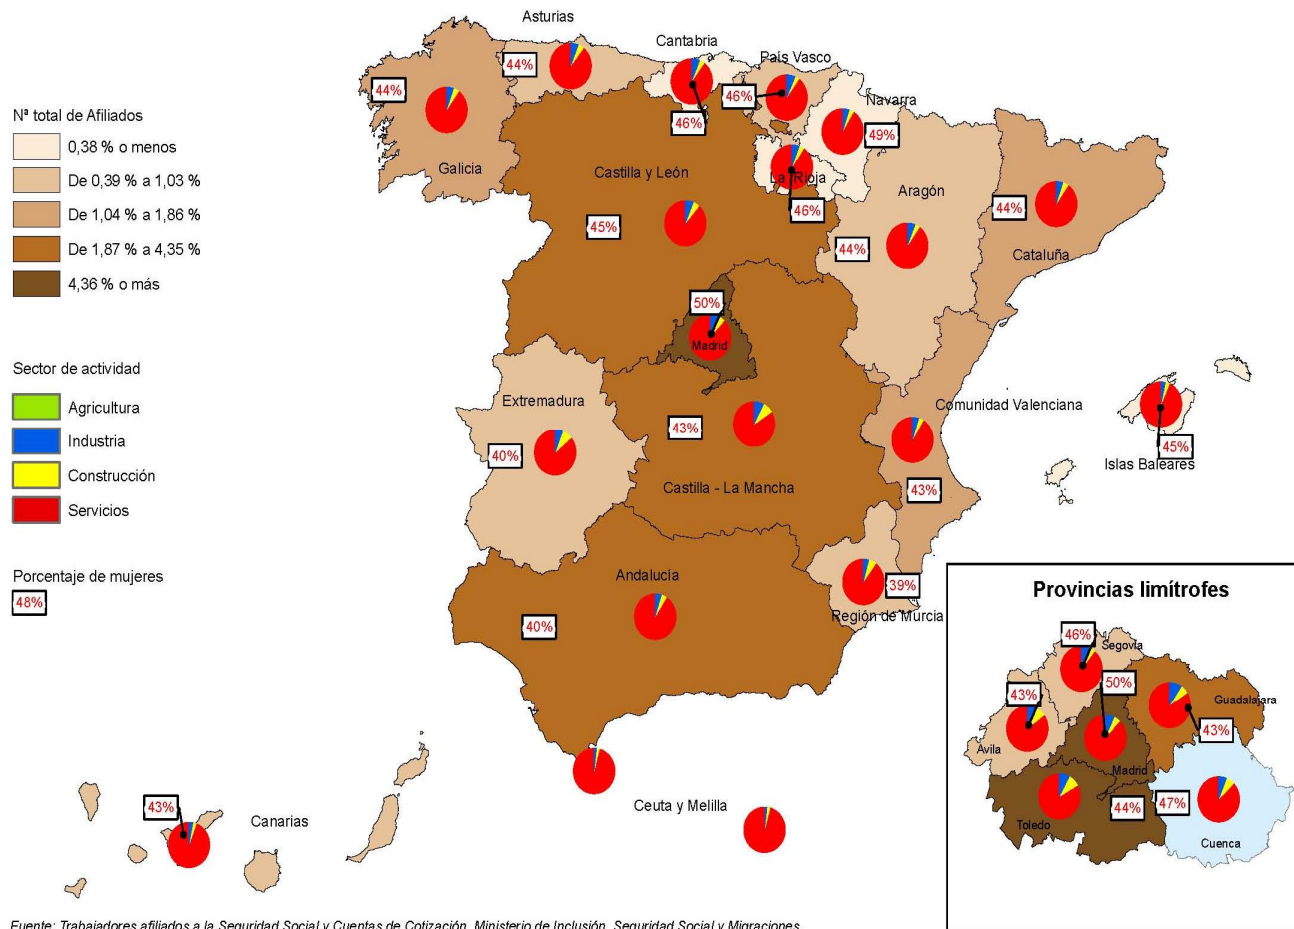 Asturias
Cantabria
País Vasco
44%
44%
46%
46%
Navarra
49%
Nª total de Afiliados
0,38 % o menos
De 0,39 % a 1,03 %
De 1,04 % a 1,86 %
De 1,87 % a 4,35 %
4,36 % o más
Galicia
Castilla y León
La Rioja
46%
Aragón
44%
45%
44%
Cataluña
50%
Madrid
Sector de actividad
Agricultura
Industria
Construcción
Servicios
Extremadura
40%
43%
Castilla - La Mancha
Comunidad Valenciana
43%
45%
Islas Baleares
Porcentaje de mujeres
48%
Andalucía
40%
39%
Región de Murcia
Ceuta y Melilla
43%
Canarias
Provincias limítrofes
46%
Segovia
50%
43%
Guadalajara
43%
Avila
Madrid
44%
47%
Toledo
Cuenca
Fuente: Trabajadores afiliados a la Seguridad Social y Cuentas de Cotización. Ministerio de Inclusión, Seguridad Social y Migraciones